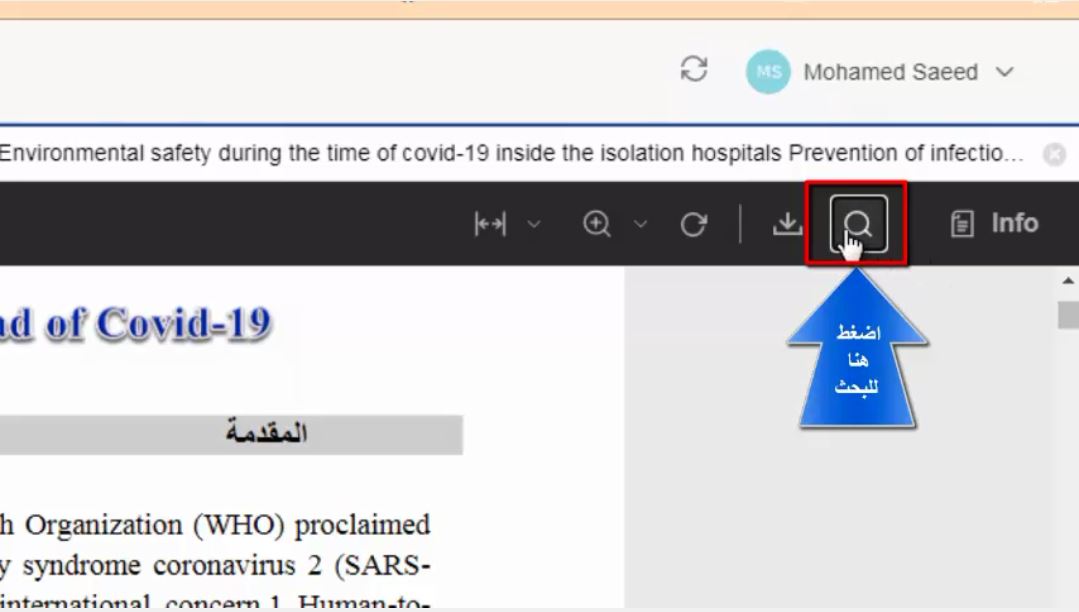 MS Mohamed Saeed
Environmental safety during the time of covid-19 inside the isolation hospitals Prevention of infectio...
Info
of Covid-19
اضغط
هنا
للبحث
المقدمة
Organization (WHO) proclaimed
syndrome coronavirus 2 (SARS-
international concern.1 Human-to-